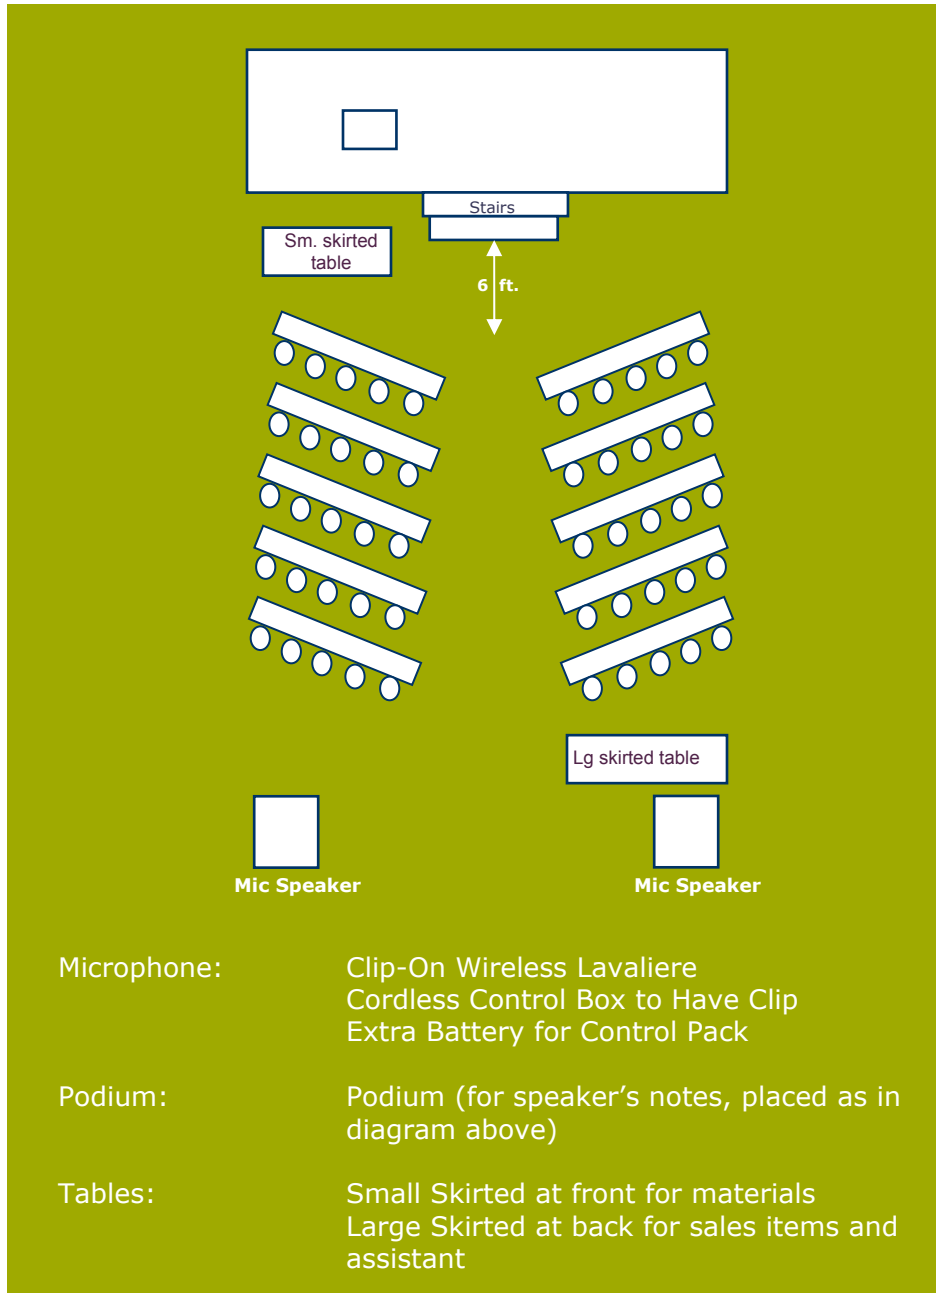 Stairs
Sm. skirted
table
6 ft.
Lg skirted table
Mic Speaker
Mic Speaker
Microphone: Clip-On Wireless Lavaliere
Cordless Control Box to Have Clip
Extra Battery for Control Pack
Podium: Podium (for speaker’s notes, placed as in
diagram above)
Tables: Small Skirted at front for materials
Large Skirted at back for sales items and
assistant